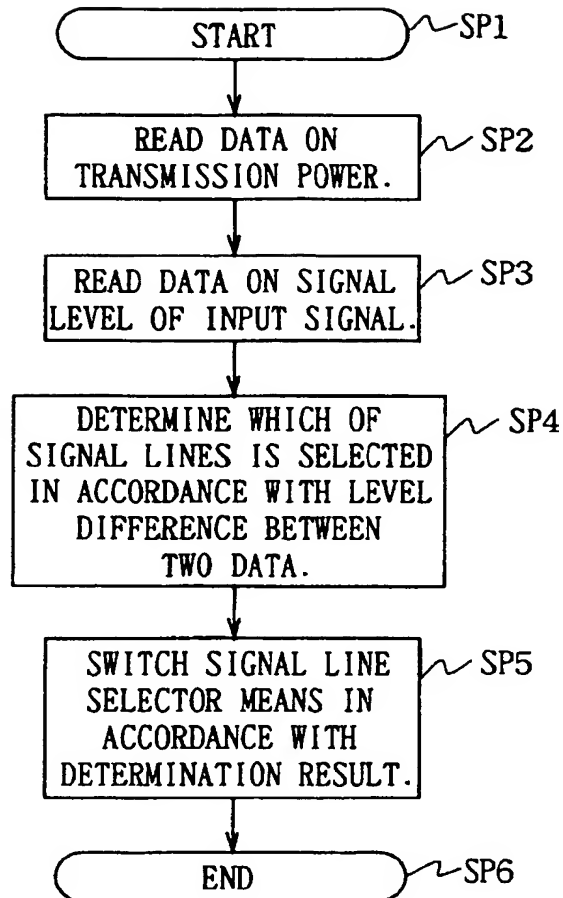 START
SP1
READ DATA ON
TRANSMISSION POWER.
SP2
READ DATA ON SIGNAL
LEVEL OF INPUT SIGNAL.
SP3
DETERMINE WHICH OF
SIGNAL LINES IS SELECTED
IN ACCORDANCE WITH LEVEL
DIFFERENCE BETWEEN
TWO DATA.
SP4
SWITCH SIGNAL LINE
SELECTOR MEANS IN
ACCORDANCE WITH
DETERMINATION RESULT.
SP5
END
SP6